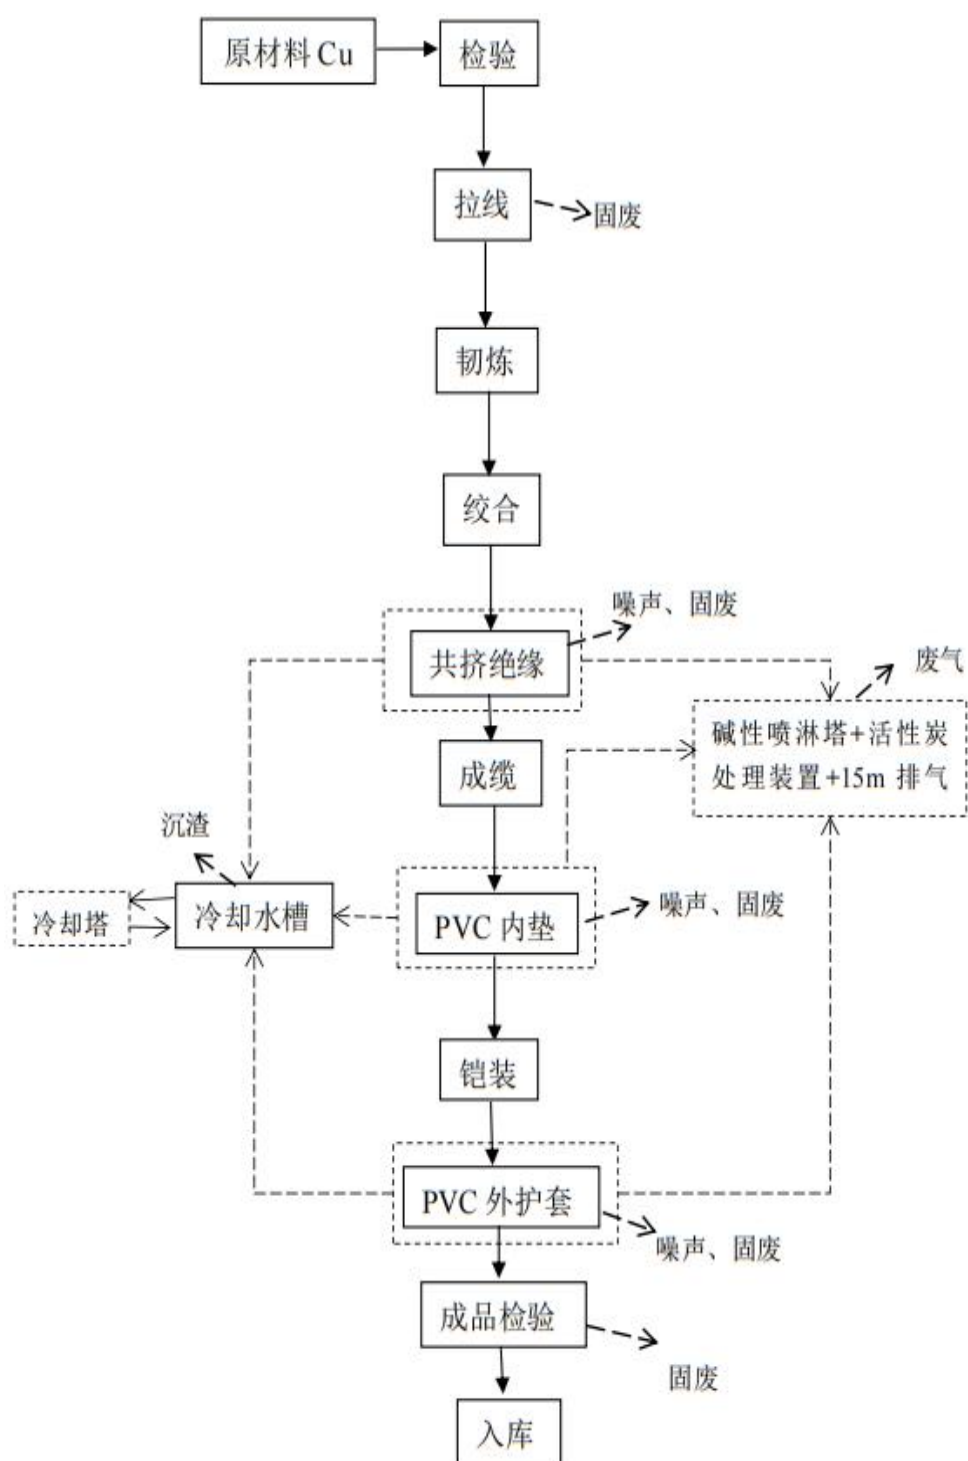 原材料 Cu
检验
拉线
固废
韧炼
绞合
噪声、固废
共挤绝缘
废气
碱性喷淋塔+活性炭
处理装置+15m 排气
成缆
沉渣
冷却塔
冷却水槽
PVC 内垫
噪声、固废
铠装
PVC 外护套
噪声、固废
成品检验
固废
入库